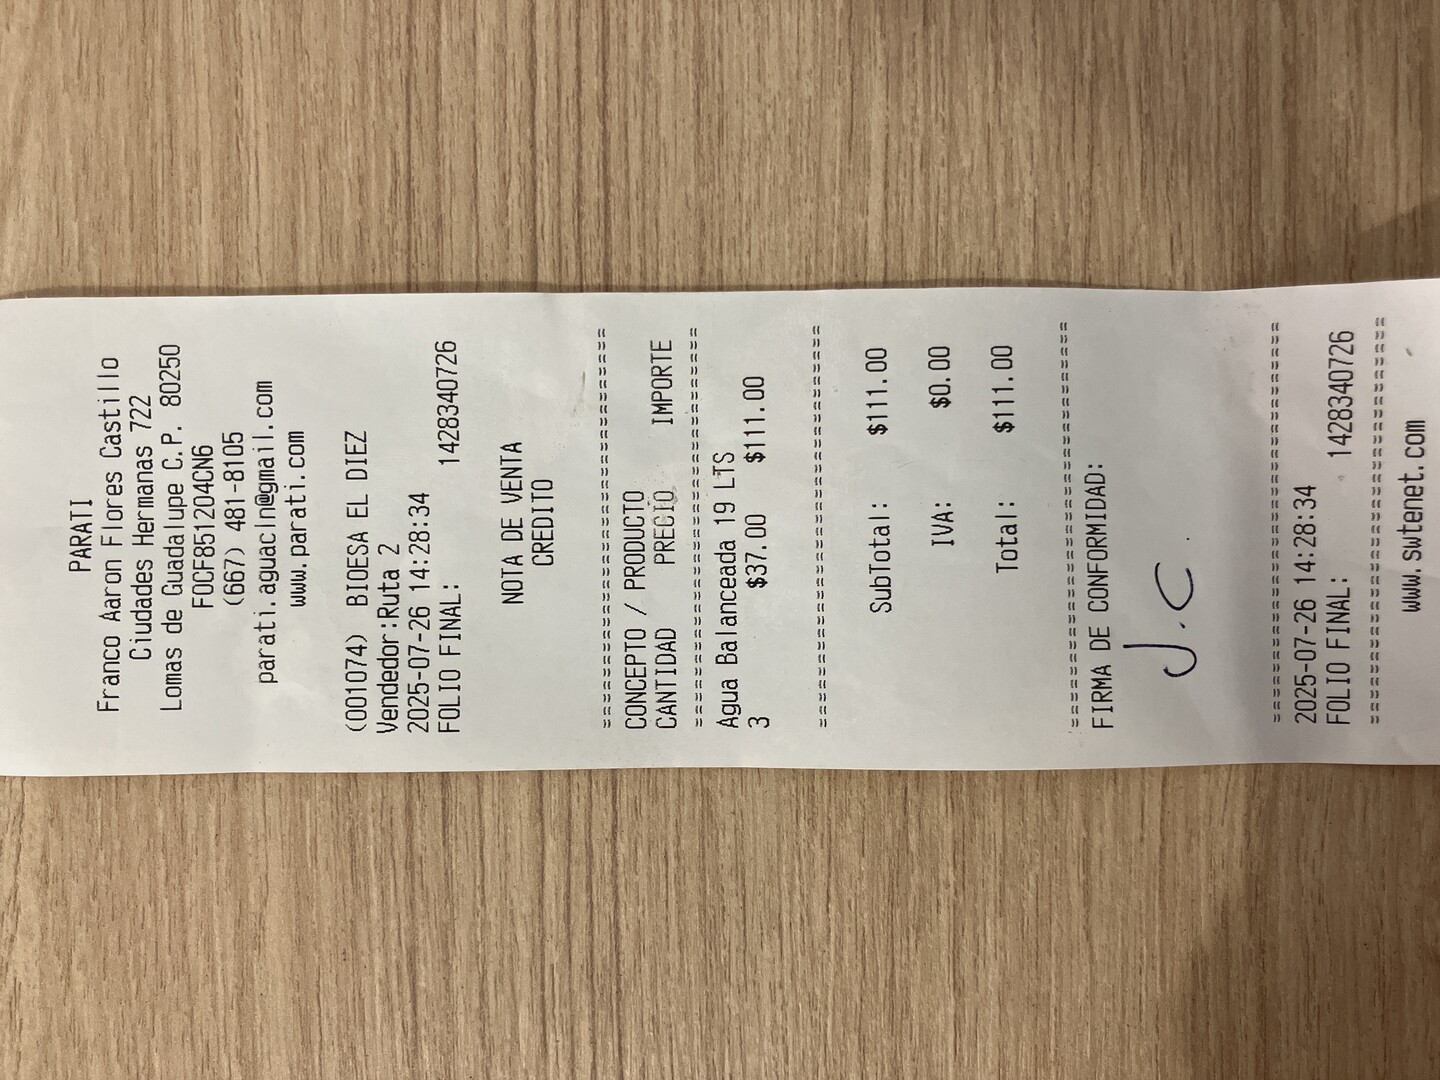 PARATI
Franco Aaron Flores Castillo
Ciudades Hermanas 722
Lomas de Guadalupe C.P. 80250
FOCF851204CN6
(667) 481-8105
parati.aguacln@gmail.com
www.parati.com
(001074) BIOESA EL DIEZ
Vendedor:Ruta 2
2025-07-26 14:28:34
FOLIO FINAL: 1428340726
NOTA DE VENTA
CREDITO
================================
CONCEPTO / PRODUCTO
CANTIDAD PRECIO IMPORTE
================================
Agua Balanceada 19 LTS
3 $37.00 $111.00
================================
SubTotal: $111.00
IVA: $0.00
Total: $111.00
================================
FIRMA DE CONFORMIDAD:
J.C.
================================
2025-07-26 14:28:34
FOLIO FINAL: 1428340726
================================
www.swtenet.com